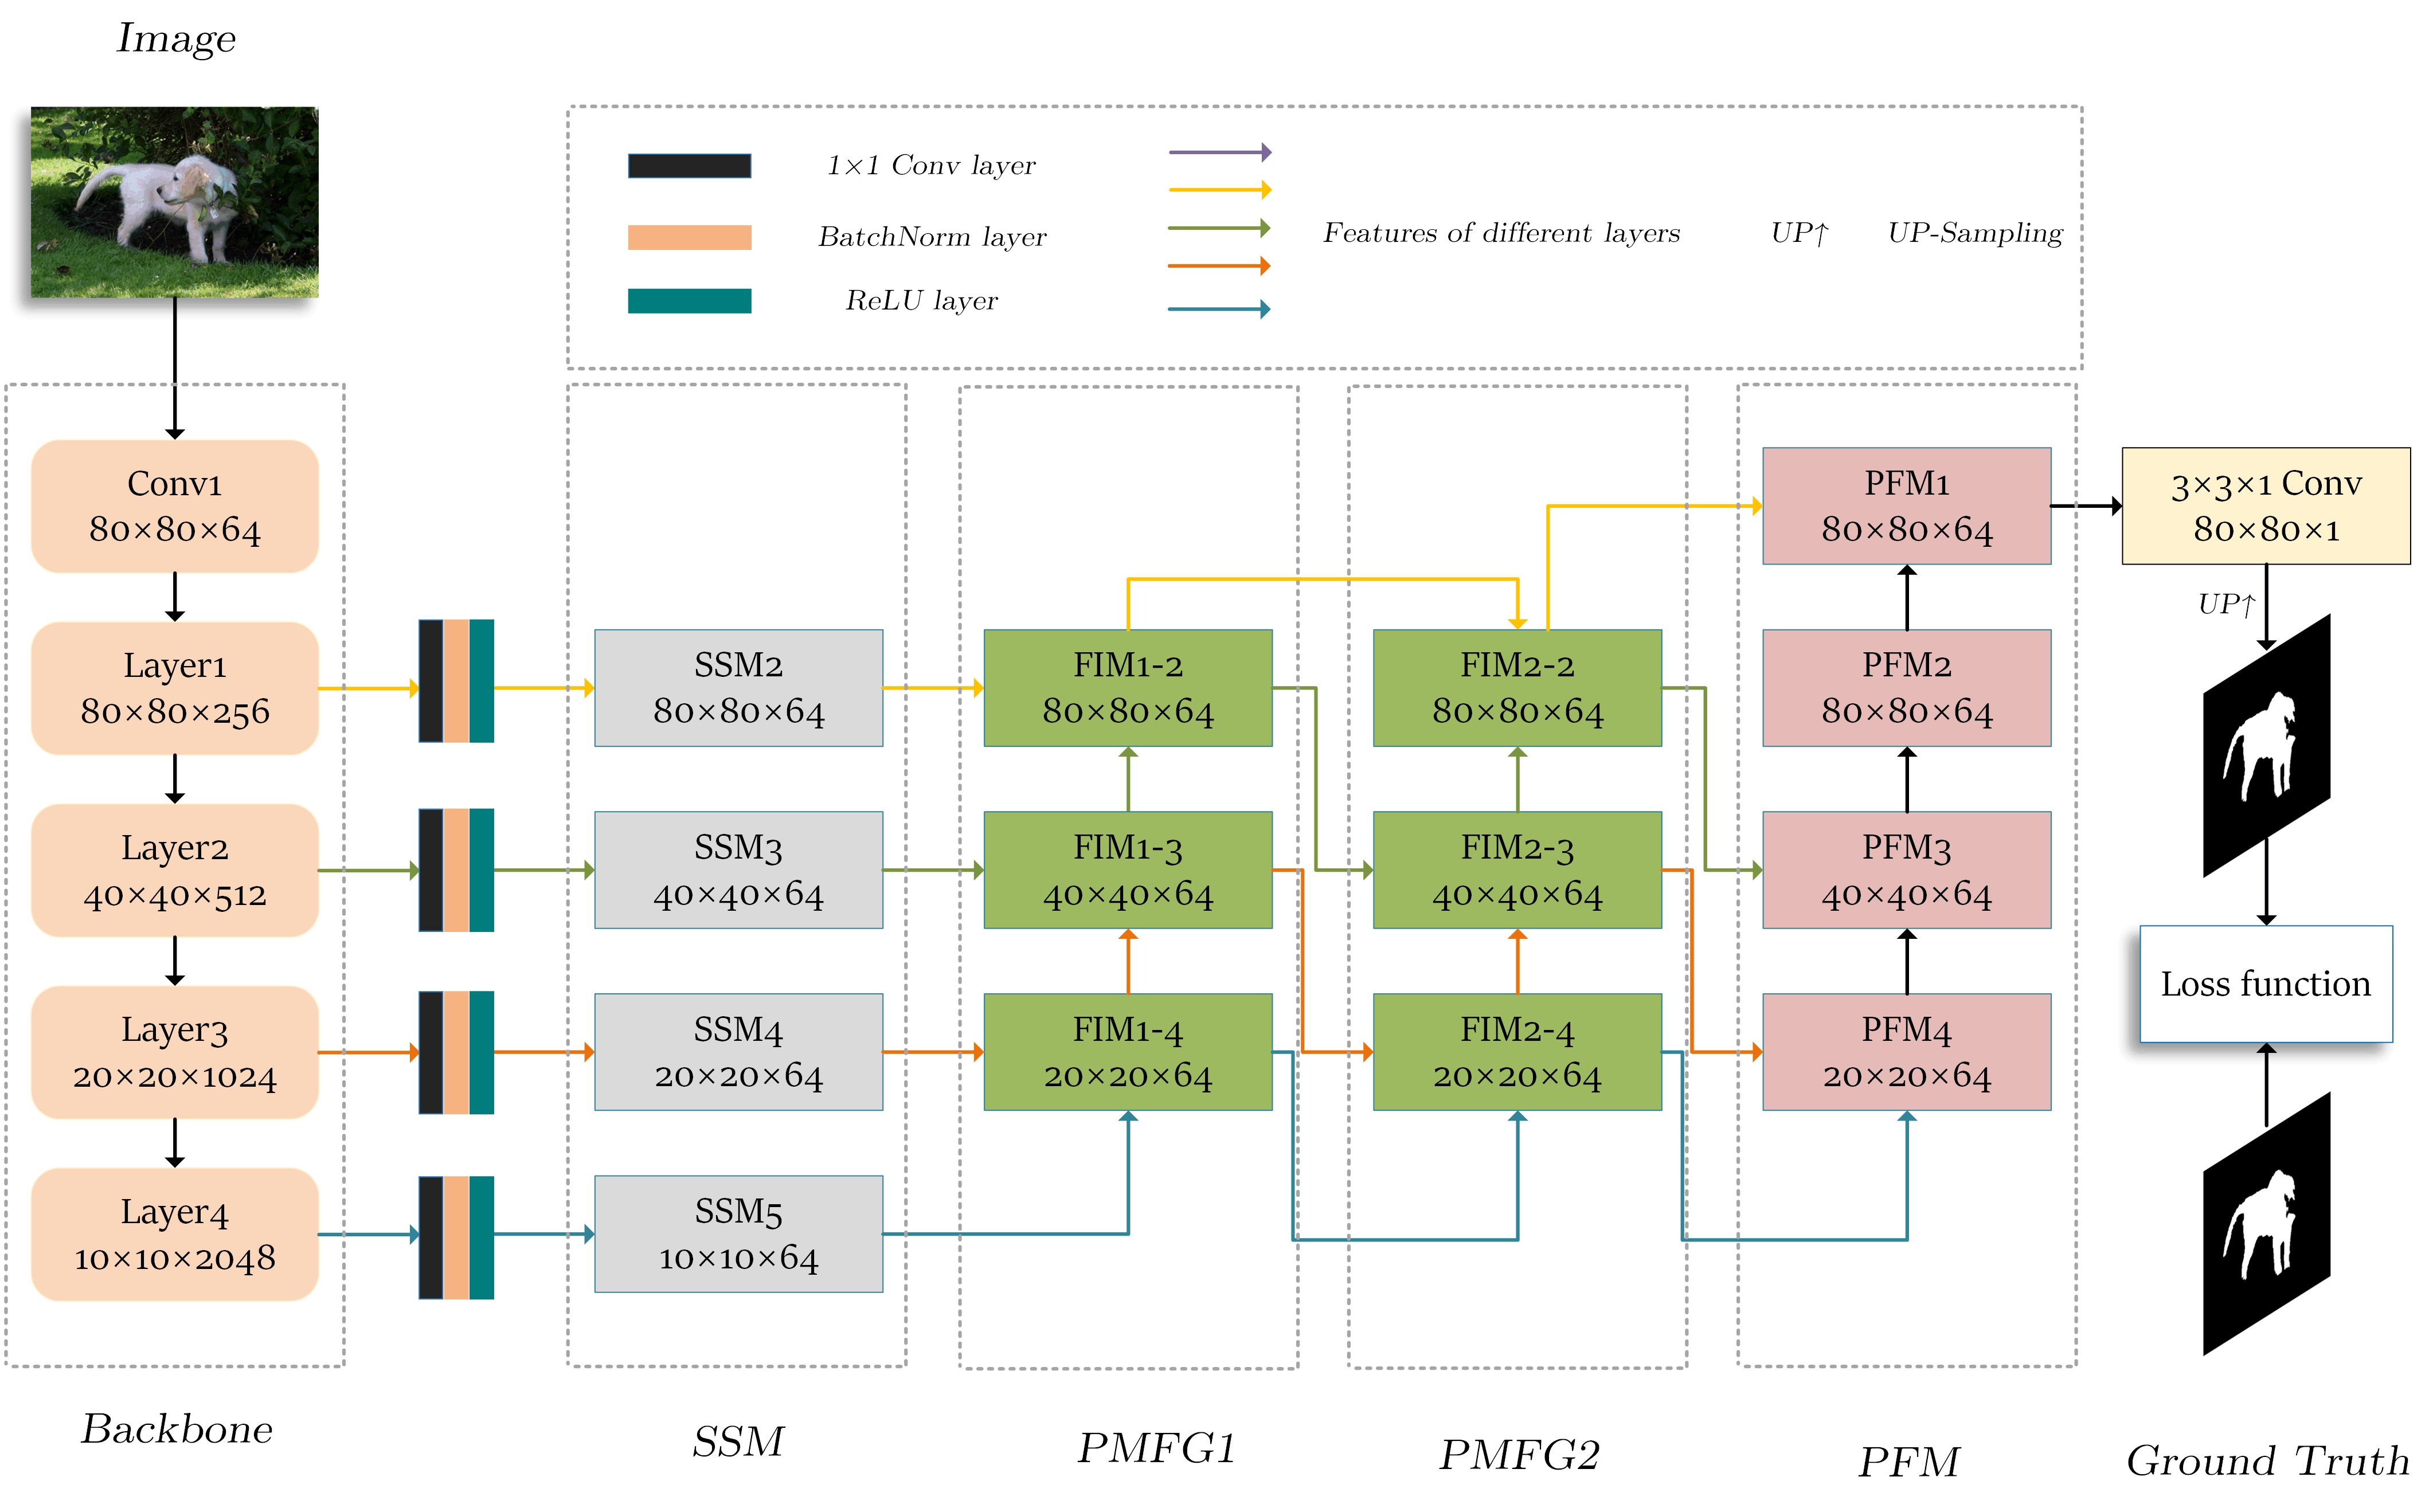 Image
1×1 Conv layer
BatchNorm layer
ReLU layer
Features of different layers
UP↑
UP-Sampling
Conv1
80×80×64
Layer1
80×80×256
Layer2
40×40×512
Layer3
20×20×1024
Layer4
10×10×2048
SSM2
80×80×64
SSM3
40×40×64
SSM4
20×20×64
SSM5
10×10×64
FIM1-2
80×80×64
FIM1-3
40×40×64
FIM1-4
20×20×64
FIM2-2
80×80×64
FIM2-3
40×40×64
FIM2-4
20×20×64
PFM1
80×80×64
PFM2
80×80×64
PFM3
40×40×64
PFM4
20×20×64
3×3×1 Conv
80×80×1
UP↑
Loss function
Backbone
SSM
PMFG1
PMFG2
PFM
Ground Truth